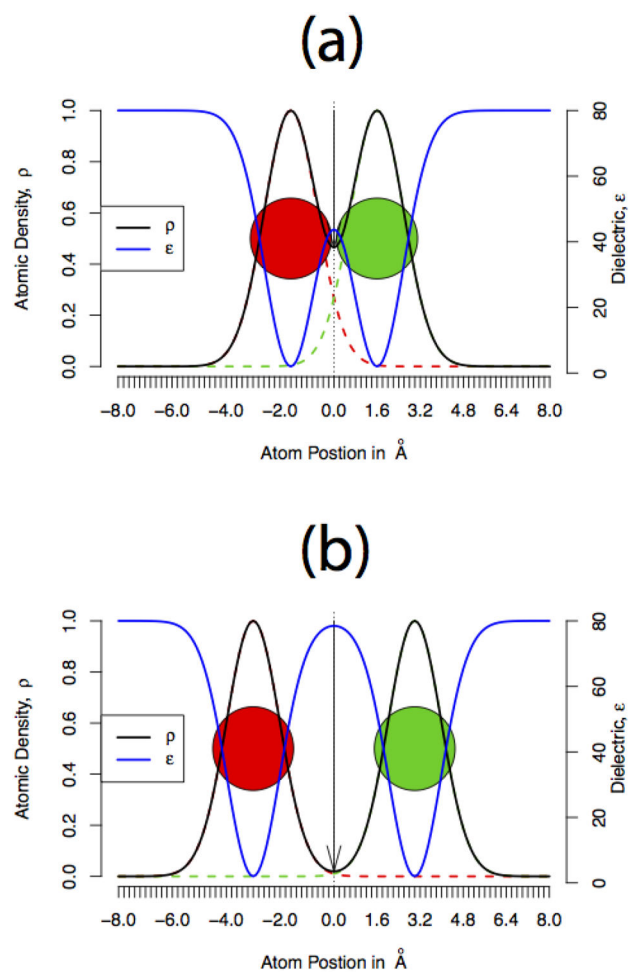 (a)
Atomic Density, ρ
1.0
0.8
0.6
0.4
0.2
0.0
ρ
ε
80
60
40
20
0
Dielectric, ε
−8.0 −4.0 −2.0 0.0 1.6 3.2 4.8 6.4 8.0
Atom Postion in Å
(b)
Atomic Density, ρ
1.0
0.8
0.6
0.4
0.2
0.0
ρ
ε
80
60
40
20
0
Dielectric, ε
−8.0 −4.0 −2.0 0.0 1.6 3.2 4.8 6.4 8.0
Atom Postion in Å